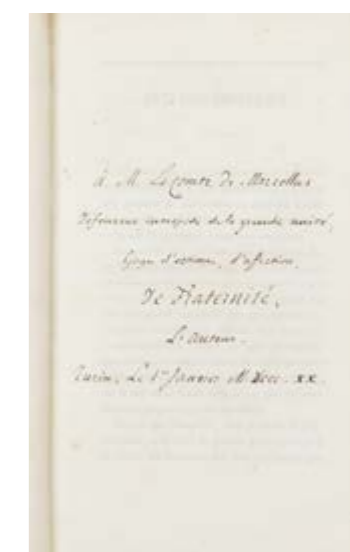 A M. Le Comte De Marcellus
Défenseur intrépide de la grande unité,
Gage d'estime, d'affection,
De Fraternité,
L'auteur.
Turin, Le 1er Janvier M. DCCC. XX.